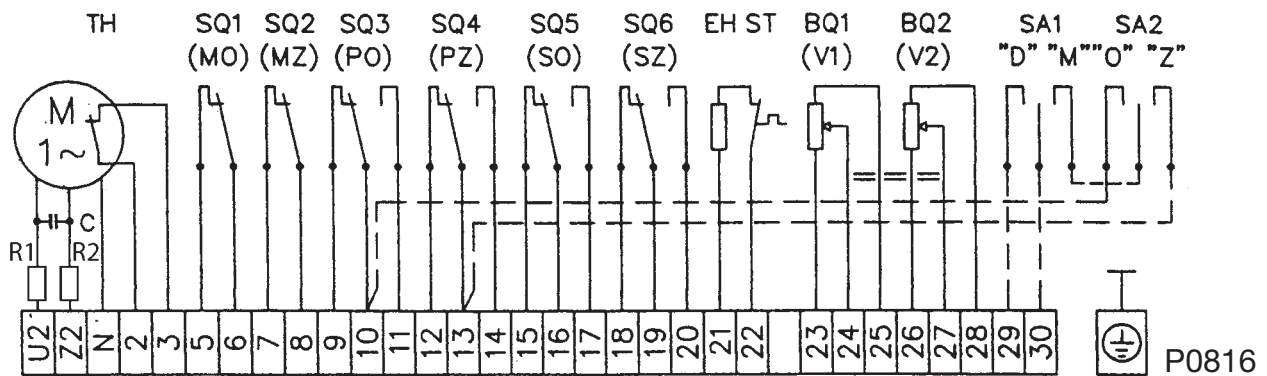 TH SQ1 SQ2 SQ3 SQ4 SQ5 SQ6 EH ST BQ1 BQ2 SA1 SA2
(MO) (MZ) (PO) (PZ) (SO) (SZ) (V1) (V2) "D" "M" "O" "Z"
M
1~
C
R1 R2
U2 Z2 N 2 3 5 6 7 8 9 10 11 12 13 14 15 16 17 18 19 20 21 22 23 24 25 26 27 28 29 30
P0816